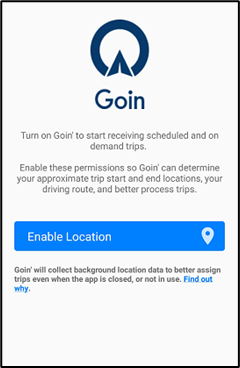 Goin
Turn on Goin' to start receiving scheduled and on
demand trips.
Enable these permissions so Goin' can determine
your approximate trip start and end locations, your
driving route, and better process trips.
Enable Location
Goin' will collect background location data to better assign
trips even when the app is closed, or not in use. Find out
why.